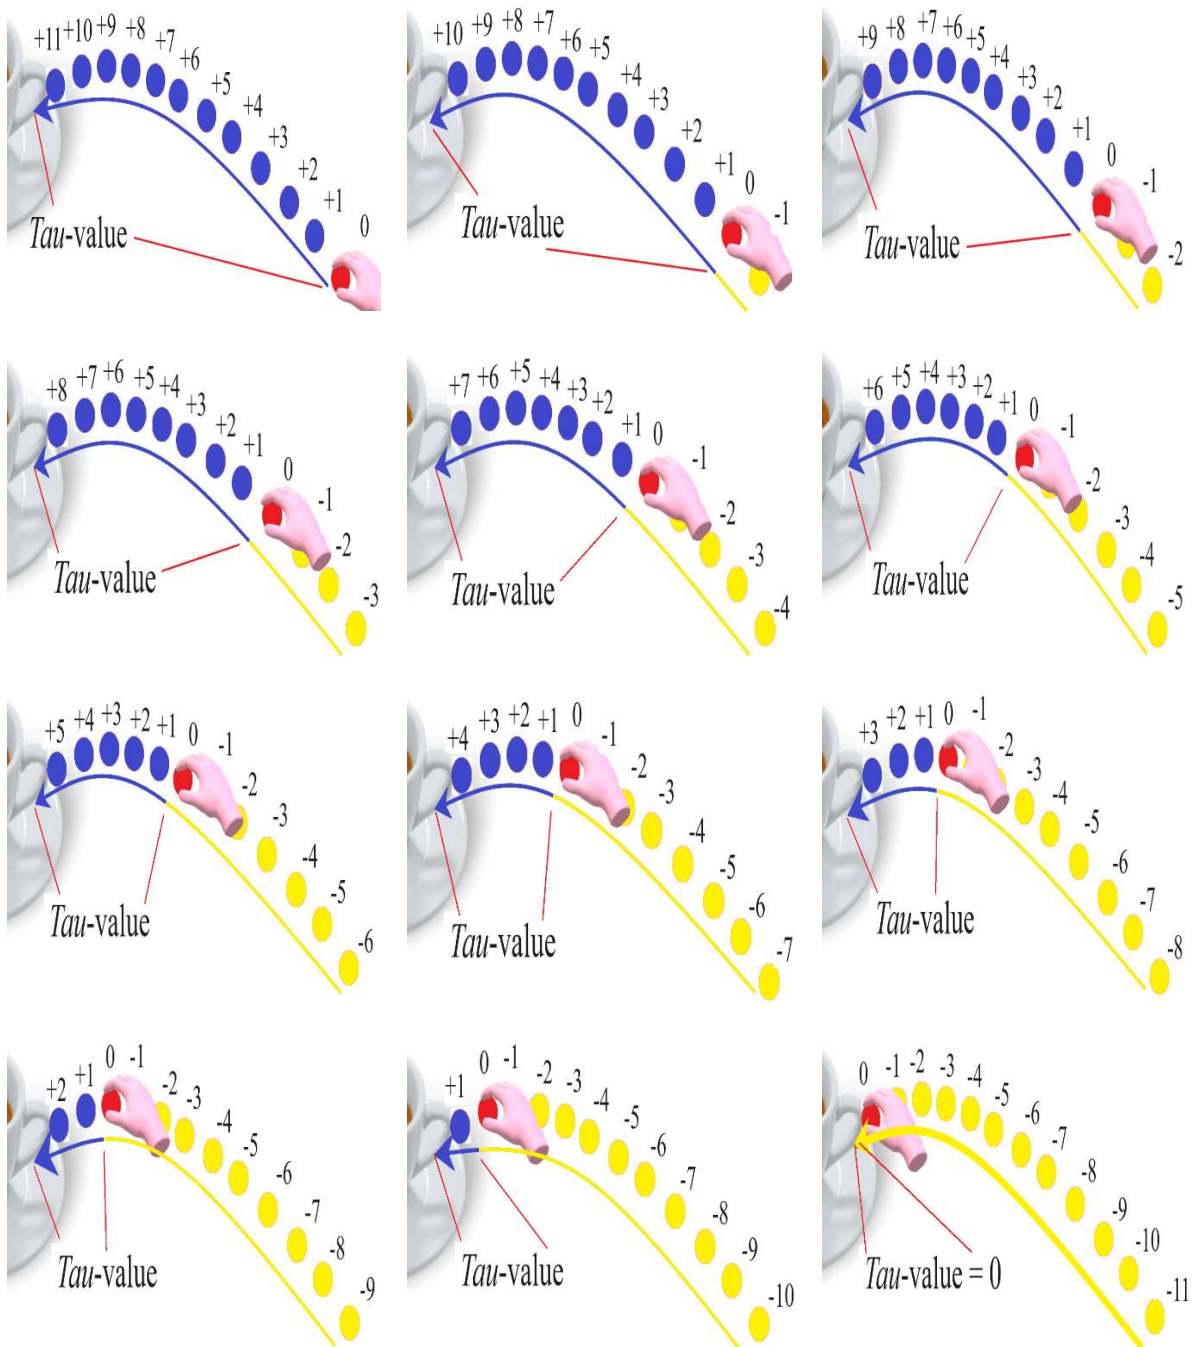 +11 +10 +9 +8 +7 +6 +5 +4 +3 +2 +1 0
Tau-value
+10 +9 +8 +7 +6 +5 +4 +3 +2 +1 0 -1
Tau-value
+9 +8 +7 +6 +5 +4 +3 +2 +1 0 -1 -2
Tau-value
+8 +7 +6 +5 +4 +3 +2 +1 0 -1 -2 -3
Tau-value
+7 +6 +5 +4 +3 +2 +1 0 -1 -2 -3 -4
Tau-value
+6 +5 +4 +3 +2 +1 0 -1 -2 -3 -4 -5
Tau-value
+5 +4 +3 +2 +1 0 -1 -2 -3 -4 -5 -6
Tau-value
+4 +3 +2 +1 0 -1 -2 -3 -4 -5 -6 -7
Tau-value
+3 +2 +1 0 -1 -2 -3 -4 -5 -6 -7 -8
Tau-value
+2 +1 0 -1 -2 -3 -4 -5 -6 -7 -8 -9
Tau-value
+1 0 -1 -2 -3 -4 -5 -6 -7 -8 -9 -10
Tau-value
0 -1 -2 -3 -4 -5 -6 -7 -8 -9 -10 -11
Tau-value = 0